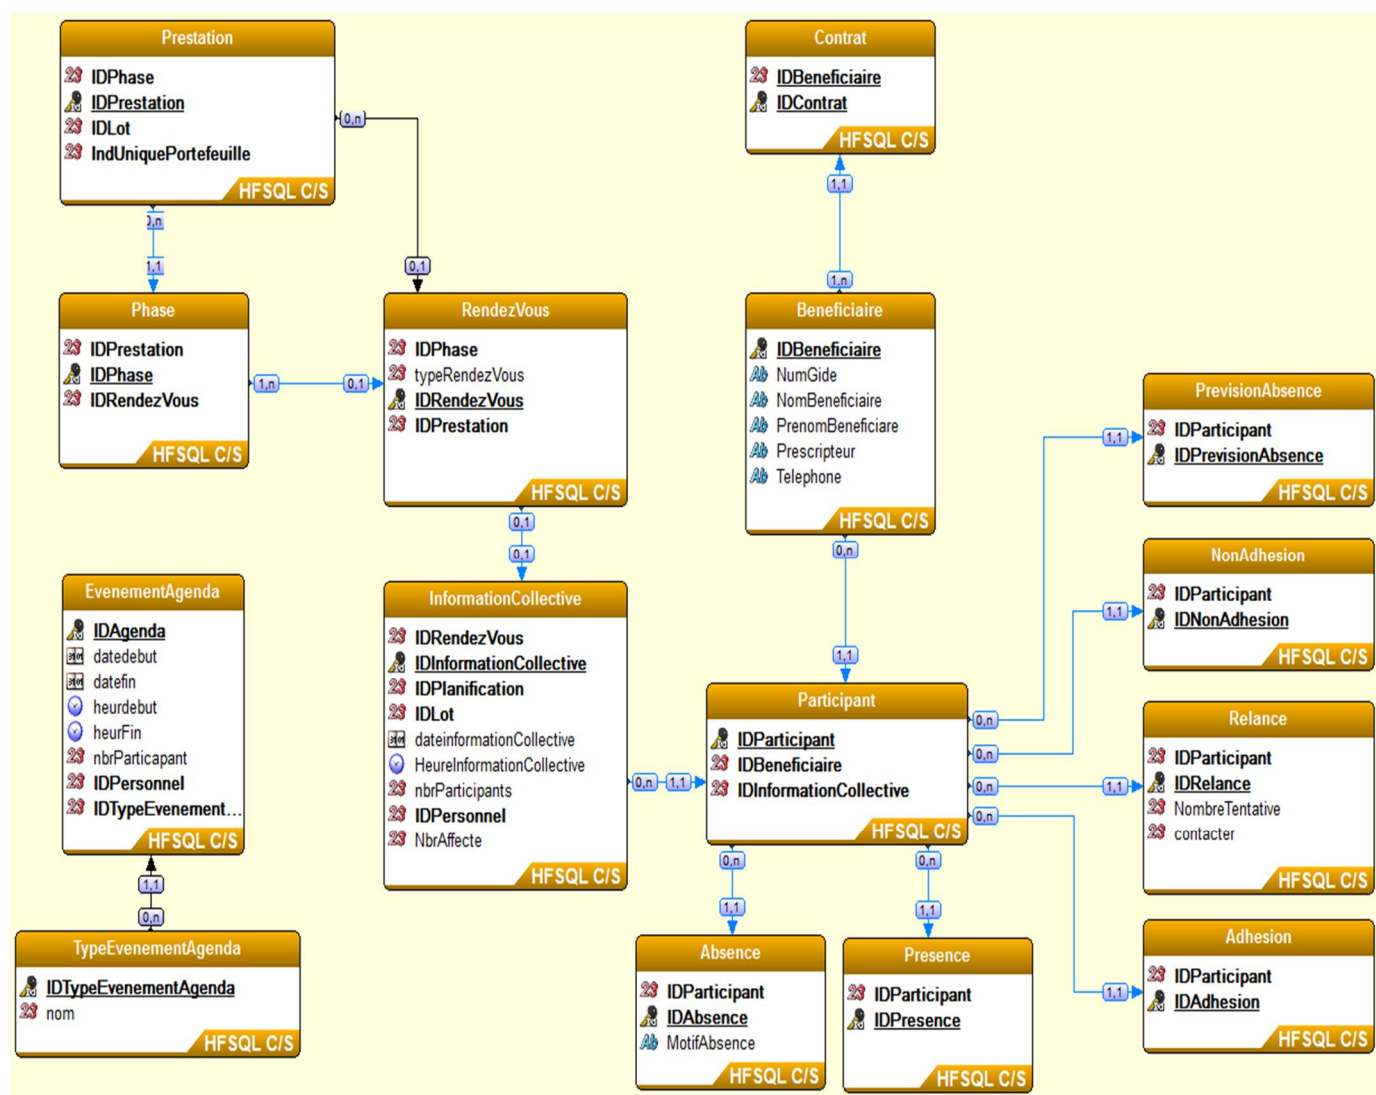 Prestation
IDPhase
IDPrestation
IDLot
IndUniquePortefeuille
HFSQL C/S
0,n
0,1
0,n
1,1
Phase
IDPrestation
IDPhase
IDRendezVous
HFSQL C/S
1,n
0,1
RendezVous
IDPhase
typeRendezVous
IDRendezVous
IDPrestation
HFSQL C/S
0,1
0,1
InformationCollective
IDRendezVous
IDInformationCollective
IDPlanification
IDLot
dateinformationCollective
HeureInformationCollective
nbrParticipants
IDPersonnel
NbrAffecte
HFSQL C/S
0,n
1,1
EvenementAgenda
IDAgenda
datedebut
datefin
heurdebut
heurFin
nbrParticapant
IDPersonnel
IDTypeEvenement...
HFSQL C/S
1,1
0,n
TypeEvenementAgenda
IDTypeEvenementAgenda
nom
HFSQL C/S
Contrat
IDBeneficiaire
IDContrat
HFSQL C/S
1,1
1,n
Beneficiaire
IDBeneficiaire
NumGide
NomBeneficiaire
PrenomBeneficiare
Prescripteur
Telephone
HFSQL C/S
0,n
1,1
Participant
IDParticipant
IDBeneficiaire
IDInformationCollective
HFSQL C/S
0,n
0,n
0,n
0,n
0,n
0,n
1,1
1,1
Absence
IDParticipant
IDAbsence
MotifAbsence
HFSQL C/S
Presence
IDParticipant
IDPresence
HFSQL C/S
1,1
PrevisionAbsence
IDParticipant
IDPrevisionAbsence
HFSQL C/S
1,1
NonAdhesion
IDParticipant
IDNonAdhesion
HFSQL C/S
1,1
Relance
IDParticipant
IDRelance
NombreTentative
contacter
HFSQL C/S
1,1
Adhesion
IDParticipant
IDAdhesion
HFSQL C/S